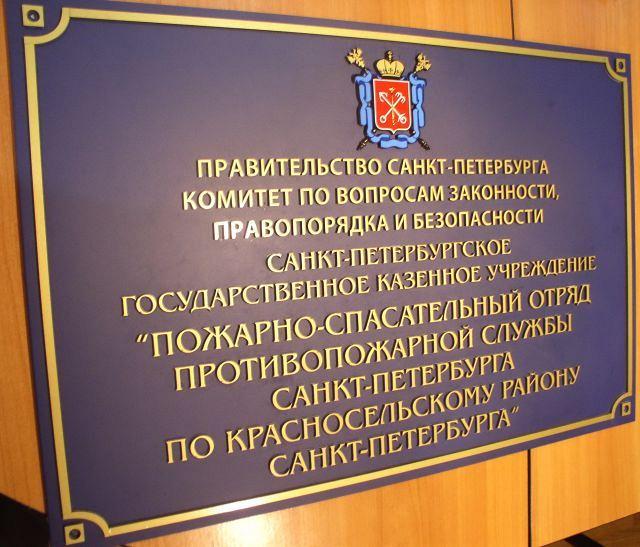 ПРАВИТЕЛЬСТВО САНКТ-ПЕТЕРБУРГА
КОМИТЕТ ПО ВОПРОСАМ ЗАКОННОСТИ,
ПРАВОПОРЯДКА И БЕЗОПАСНОСТИ
САНКТ-ПЕТЕРБУРГСКОЕ
ГОСУДАРСТВЕННОЕ КАЗЕННОЕ УЧРЕЖДЕНИЕ
"ПОЖАРНО-СПАСАТЕЛЬНЫЙ ОТРЯД
ПРОТИВОПОЖАРНОЙ СЛУЖБЫ
САНКТ-ПЕТЕРБУРГА
ПО КРАСНОСЕЛЬСКОМУ РАЙОНУ
САНКТ-ПЕТЕРБУРГА"